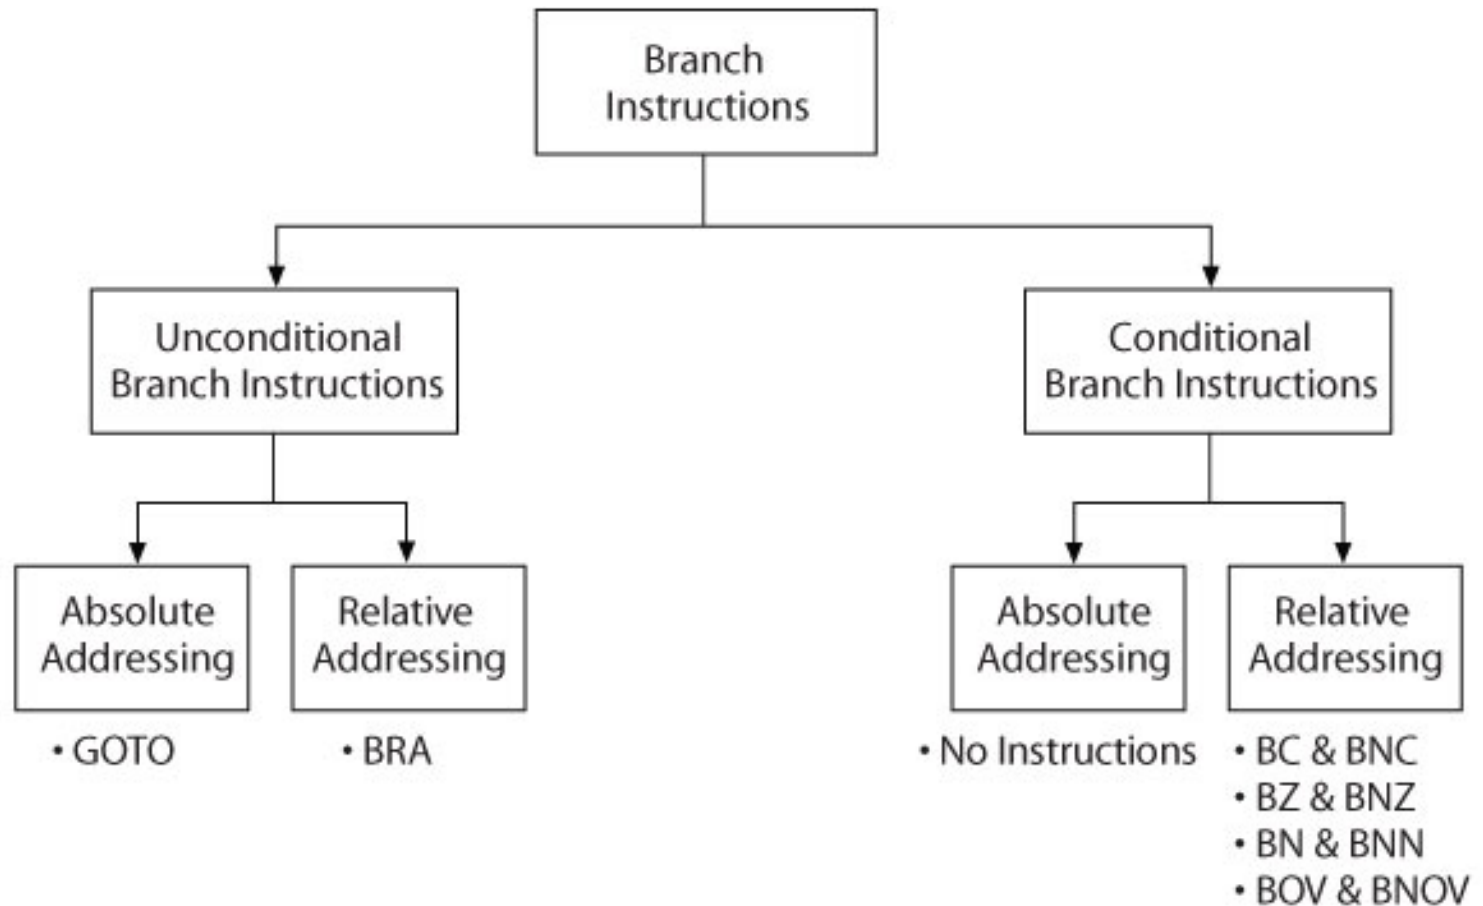 Branch
Instructions
Unconditional
Branch Instructions
Conditional
Branch Instructions
Absolute
Addressing
Relative
Addressing
Absolute
Addressing
Relative
Addressing
• GOTO
• BRA
• No Instructions
• BC & BNC
• BZ & BNZ
• BN & BNN
• BOV & BNOV